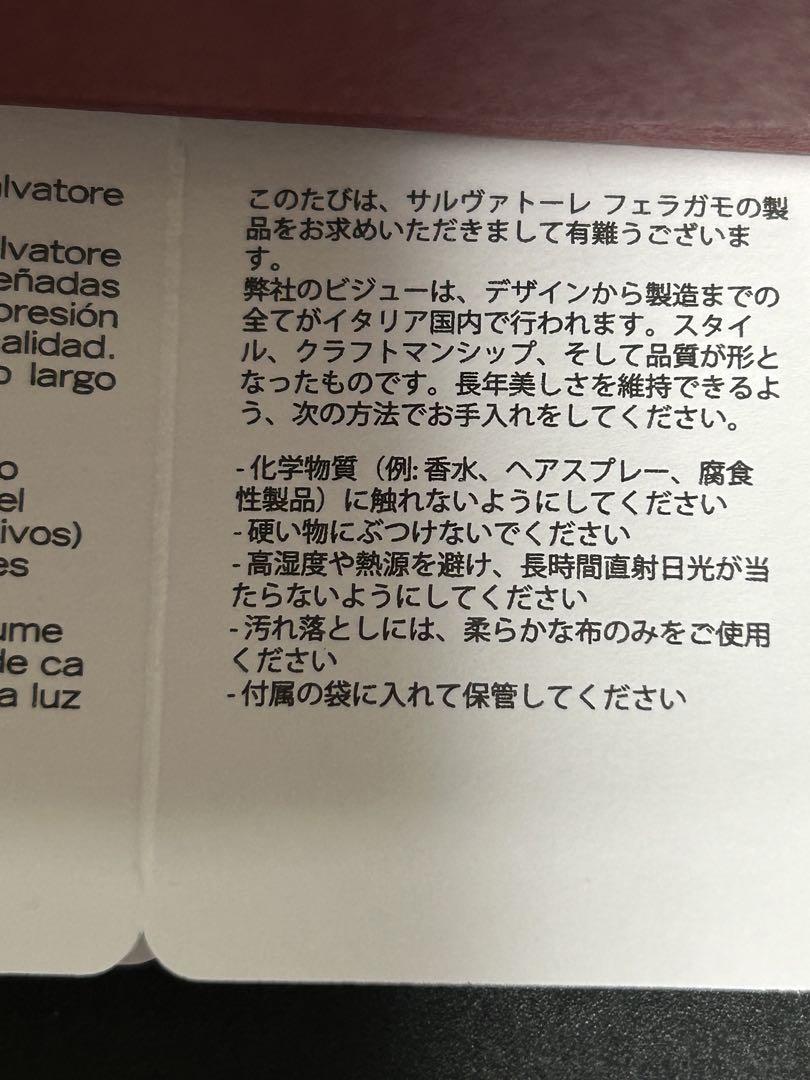 lvatore
lvatore
eñadas
presión
alidad.
o largo
o
el
ivos)
es
ume
de ca
a luz
このたびは、サルヴァトーレ フェラガモの製
品をお求めいただきまして有難うございま
す。
弊社のビジューは、デザインから製造までの
全てがイタリア国内で行われます。スタイ
ル、クラフトマンシップ、そして品質が形と
なったものです。長年美しさを維持できるよ
う、次の方法でお手入れをしてください。
- 化学物質（例: 香水、ヘアスプレー、腐食
性製品）に触れないようにしてください
- 硬い物にぶつけないでください
- 高湿度や熱源を避け、長時間直射日光が当
たらないようにしてください
- 汚れ落としには、柔らかな布のみをご使用
ください
- 付属の袋に入れて保管してください